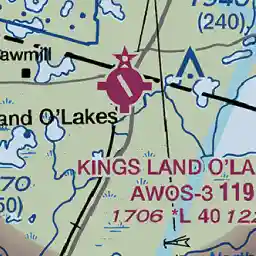 (240)
awmill
and O'Lakes
KINGS LAND O'LA
AWOS-3 119
1706 *L 40 122
70
50)